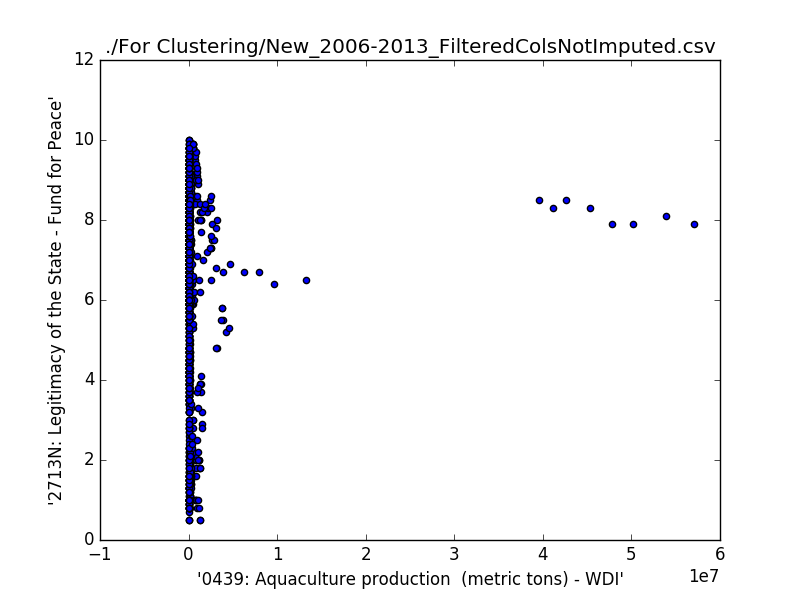 ./For Clustering/New_2006-2013_FilteredColsNotImputed.csv
12
10
8
6
4
2
0
'2713N: Legitimacy of the State - Fund for Peace'
−1 0 1 2 3 4 5 6
1e7
'0439: Aquaculture production  (metric tons) - WDI'